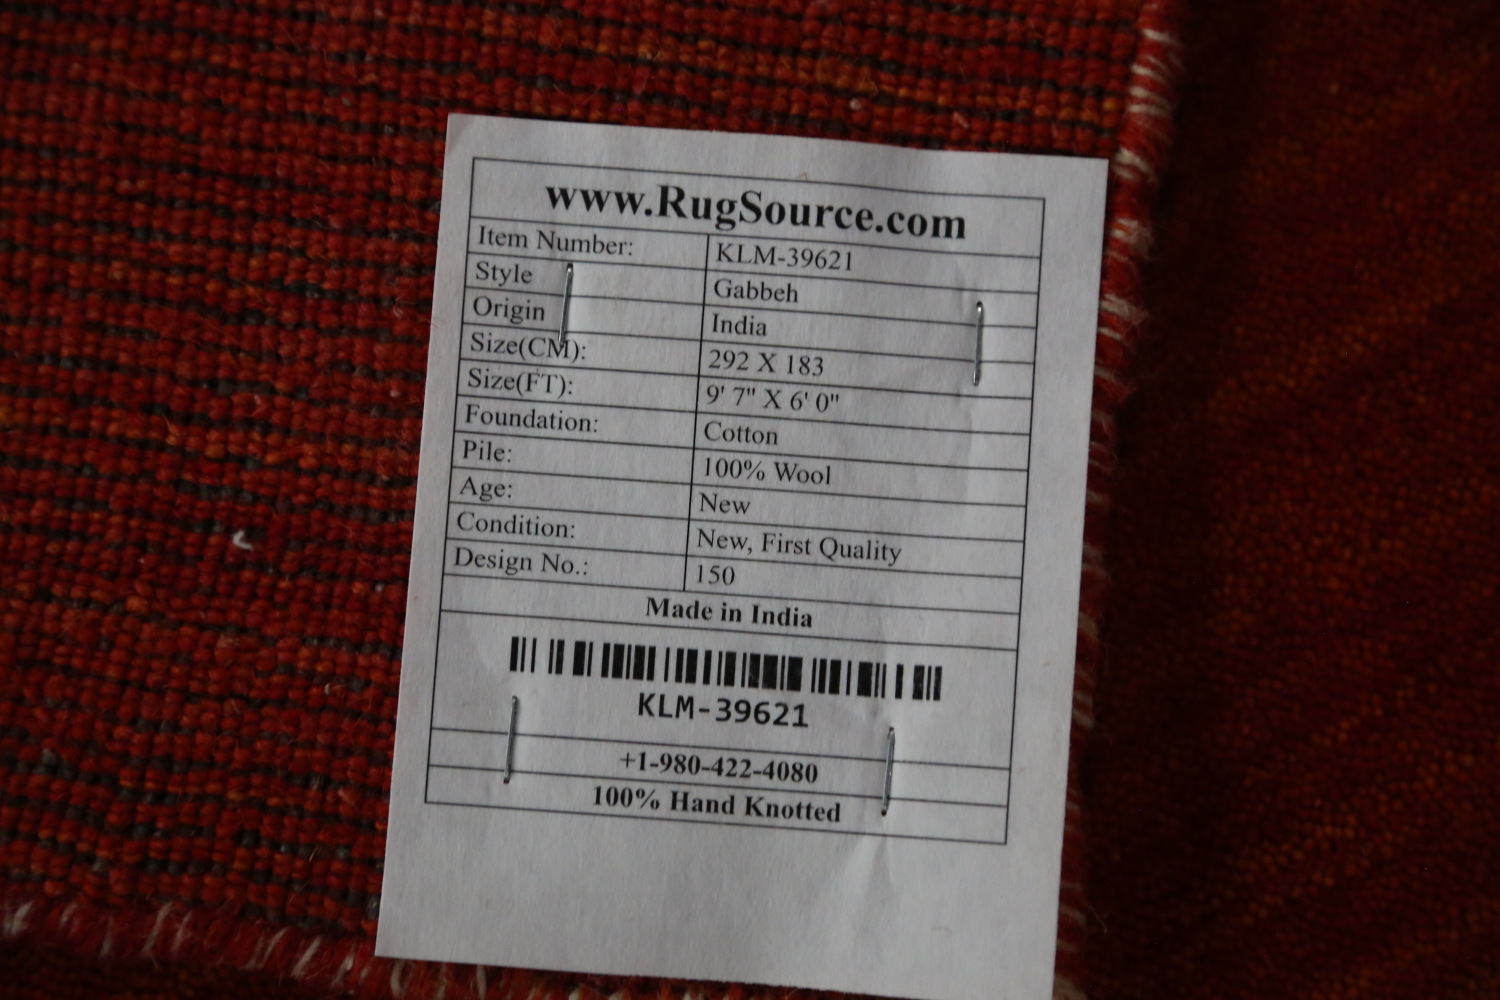 www.RugSource.com
Item Number: KLM-39621
Style Gabbeh
Origin India
Size(CM): 292 X 183
Size(FT): 9' 7" X 6' 0"
Foundation: Cotton
Pile: 100% Wool
Age: New
Condition: New, First Quality
Design No.: 150
Made in India
KLM-39621
+1-980-422-4080
100% Hand Knotted